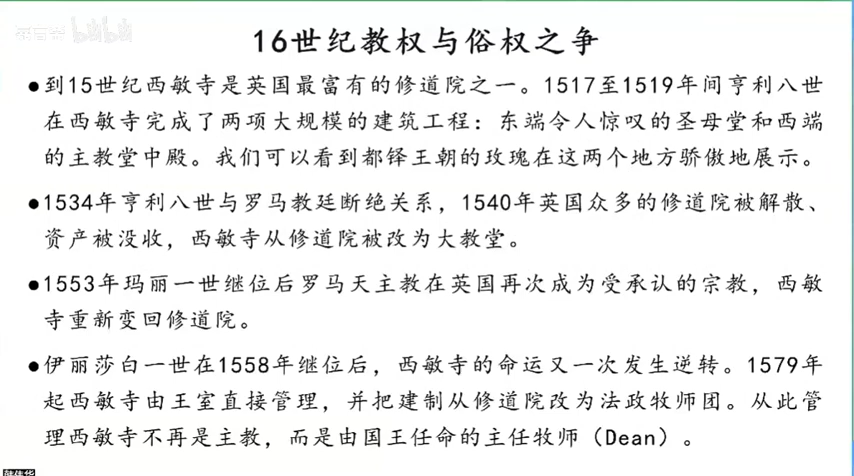 bilibili
16世纪教权与俗权之争
●到15世纪西敏寺是英国最富有的修道院之一。1517至1519年间亨利八世
在西敏寺完成了两项大规模的建筑工程：东端令人惊叹的圣母堂和西端
的主教堂中殿。我们可以看到都铎王朝的玫瑰在这两个地方骄傲地展示。
●1534年亨利八世与罗马教廷断绝关系，1540年英国众多的修道院被解散、
资产被没收，西敏寺从修道院被改为大教堂。
●1553年玛丽一世继位后罗马天主教在英国再次成为受承认的宗教，西敏
寺重新变回修道院。
●伊丽莎白一世在1558年继位后，西敏寺的命运又一次发生逆转。1579年
起西敏寺由王室直接管理，并把建制从修道院改为法政牧师团。从此管
理西敏寺不再是主教，而是由国王任命的主任牧师（Dean）。